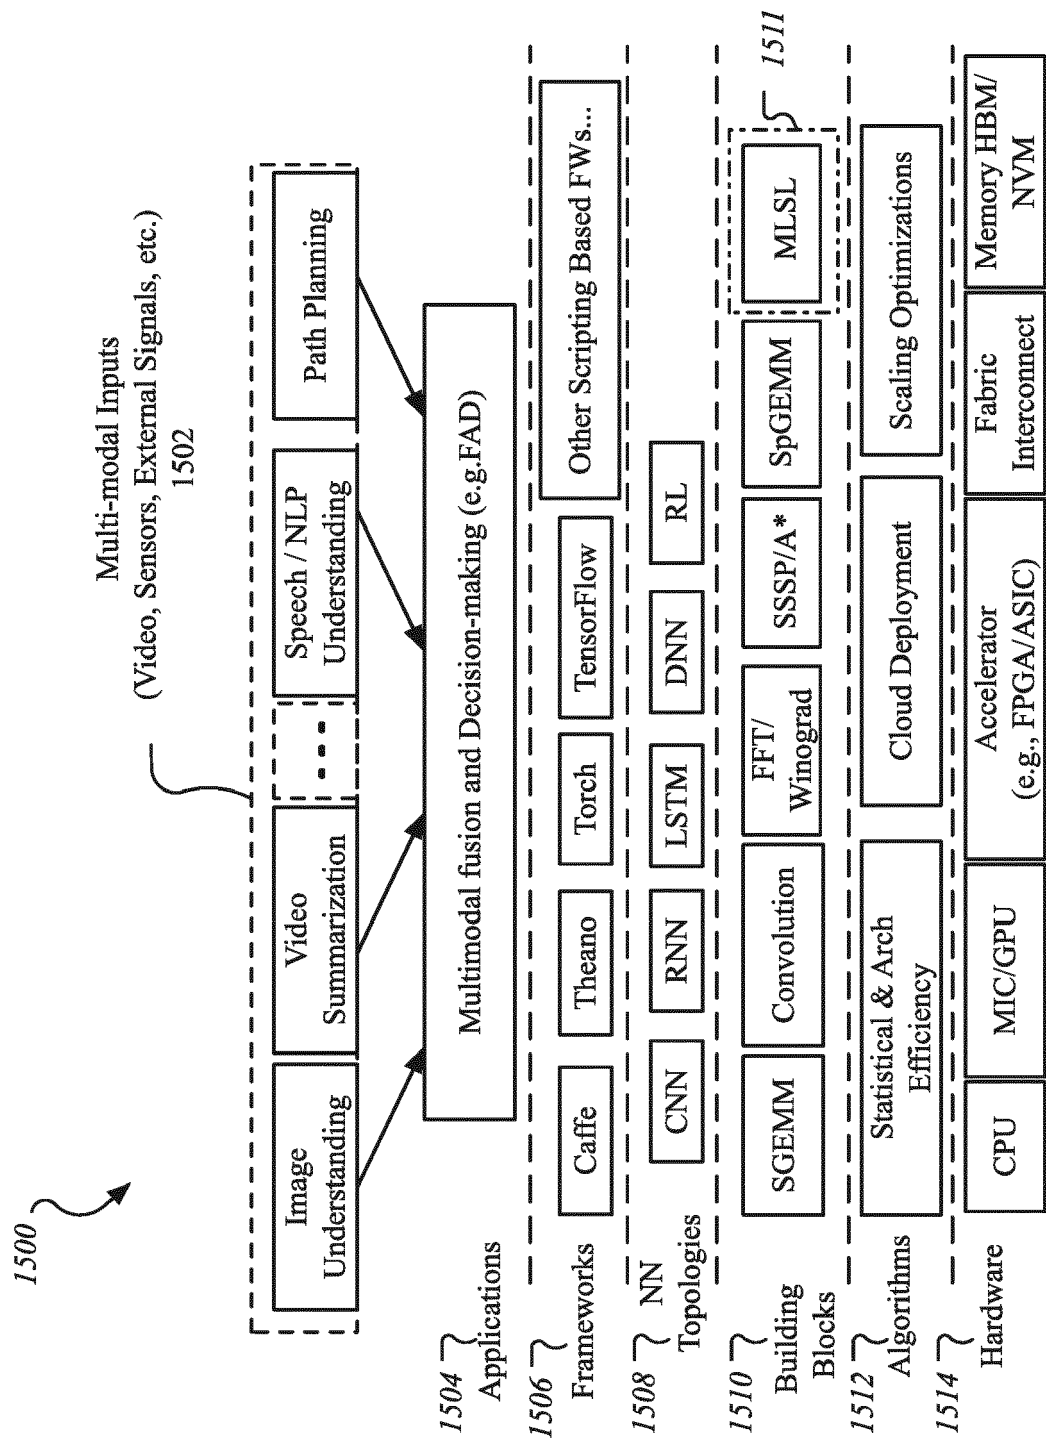 1500
Multi-modal Inputs
(Video, Sensors, External Signals, etc.)
1502
Image
Understanding
Video
Summarization
Speech / NLP
Understanding
Path Planning
1504
Applications
Multimodal fusion and Decision-making (e.g.FAD)
1506
Frameworks
Caffe
Theano
Torch
TensorFlow
Other Scripting Based FWs...
1508
NN
Topologies
CNN
RNN
LSTM
DNN
RL
1510
Building
Blocks
SGEMM
Convolution
FFT/
Winograd
SSSP/A*
SpGEMM
MLSL
1511
1512
Algorithms
Statistical & Arch
Efficiency
Cloud Deployment
Scaling Optimizations
1514
Hardware
CPU
MIC/GPU
Accelerator
(e.g., FPGA/ASIC)
Fabric
Interconnect
Memory HBM/
NVM